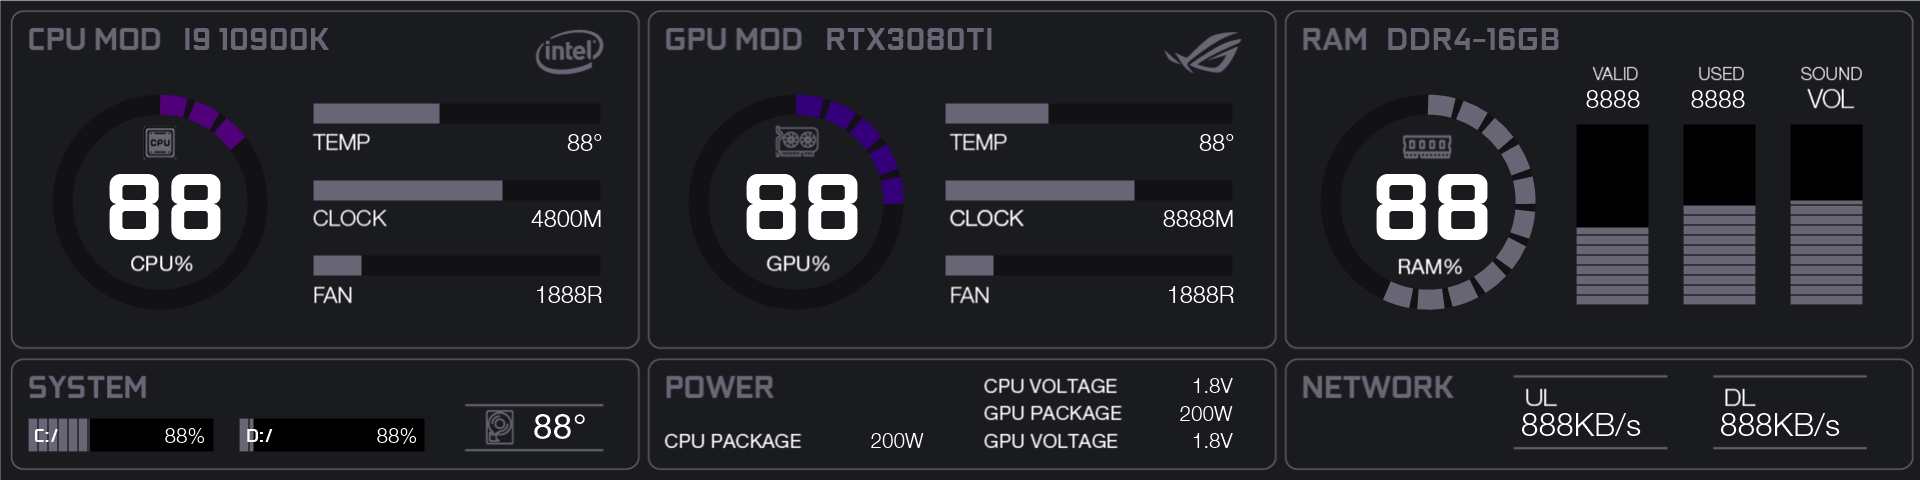 CPU MOD I9 10900K
intel
CPU
88
CPU%
TEMP 88°
CLOCK 4800M
FAN 1888R
GPU MOD RTX3080TI
88
GPU%
TEMP 88°
CLOCK 8888M
FAN 1888R
RAM DDR4-16GB
88
RAM%
VALID
8888
USED
8888
SOUND
VOL
SYSTEM
C:/ 88%
D:/ 88%
88°
POWER
CPU PACKAGE 200W
CPU VOLTAGE 1.8V
GPU PACKAGE 200W
GPU VOLTAGE 1.8V
NETWORK
UL
888KB/s
DL
888KB/s